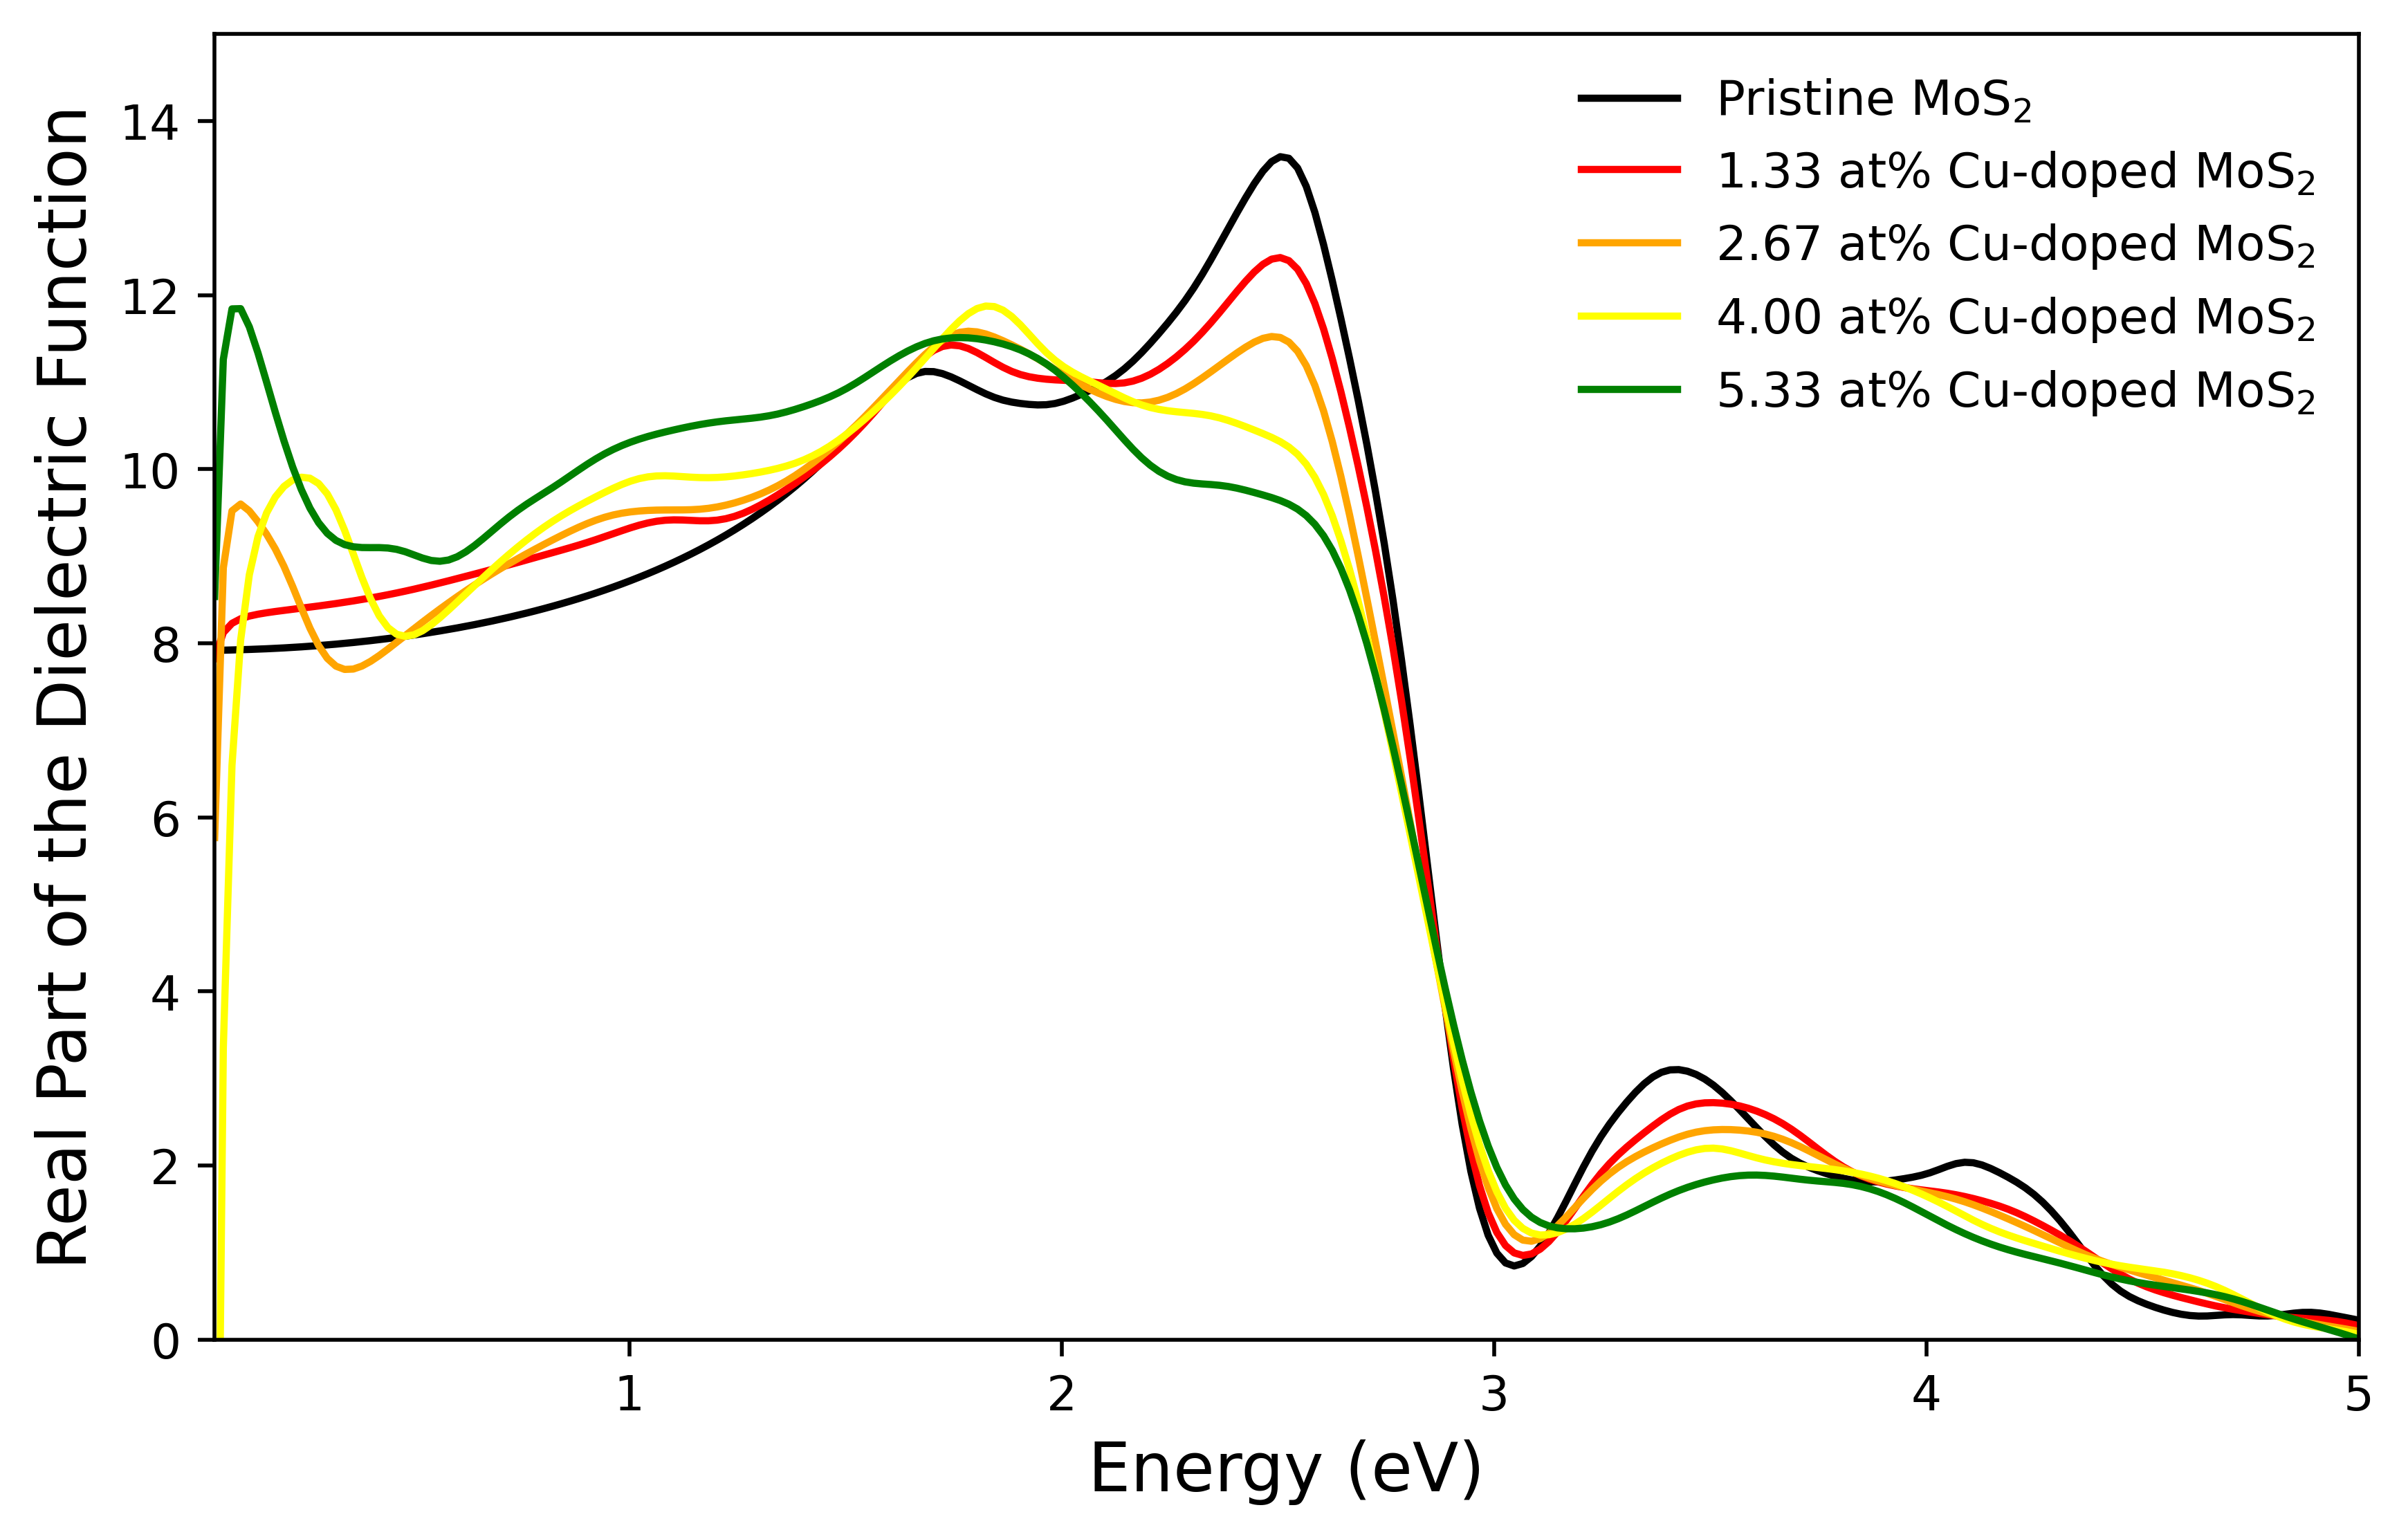 Real Part of the Dielectric Function
14
12
10
8
6
4
2
0
Pristine MoS₂
1.33 at% Cu-doped MoS₂
2.67 at% Cu-doped MoS₂
4.00 at% Cu-doped MoS₂
5.33 at% Cu-doped MoS₂
1 2 3 4 5
Energy (eV)